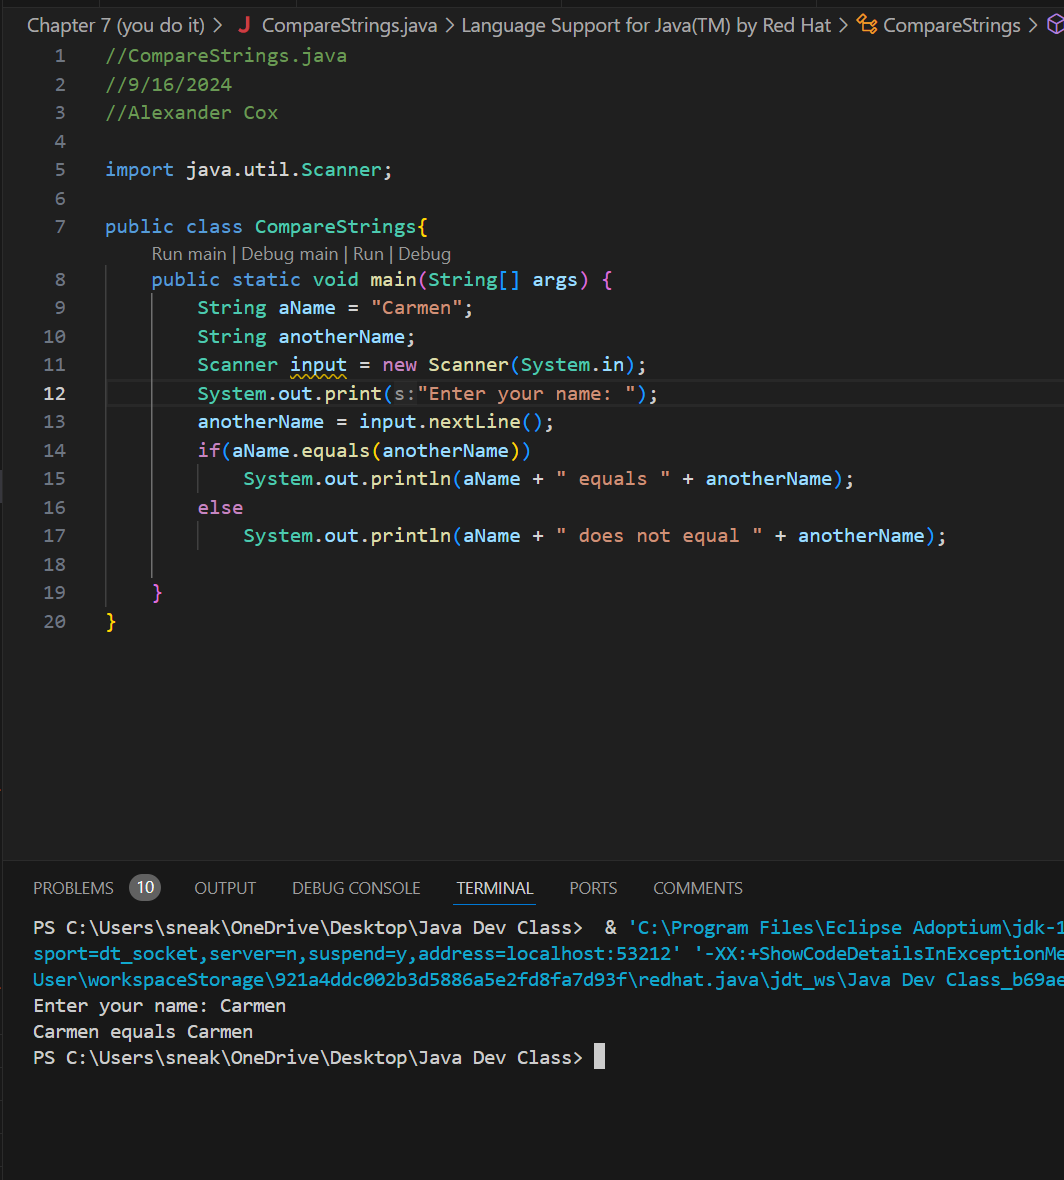 Chapter 7 (you do it) > J CompareStrings.java > Language Support for Java(TM) by Red Hat > CompareStrings >
1 //CompareStrings.java
2 //9/16/2024
3 //Alexander Cox
4
5 import java.util.Scanner;
6
7 public class CompareStrings{
Run main | Debug main | Run | Debug
8 public static void main(String[] args) {
9 String aName = "Carmen";
10 String anotherName;
11 Scanner input = new Scanner(System.in);
12 System.out.print(s:"Enter your name: ");
13 anotherName = input.nextLine();
14 if(aName.equals(anotherName))
15 System.out.println(aName + " equals " + anotherName);
16 else
17 System.out.println(aName + " does not equal " + anotherName);
18
19 }
20 }
PROBLEMS 10 OUTPUT DEBUG CONSOLE TERMINAL PORTS COMMENTS
PS C:\Users\sneak\OneDrive\Desktop\Java Dev Class>  & 'C:\Program Files\Eclipse Adoptium\jdk-1
sport=dt_socket,server=n,suspend=y,address=localhost:53212' '-XX:+ShowCodeDetailsInExceptionMe
User\workspaceStorage\921a4ddc002b3d5886a5e2fd8fa7d93f\redhat.java\jdt_ws\Java Dev Class_b69ae
Enter your name: Carmen
Carmen equals Carmen
PS C:\Users\sneak\OneDrive\Desktop\Java Dev Class>